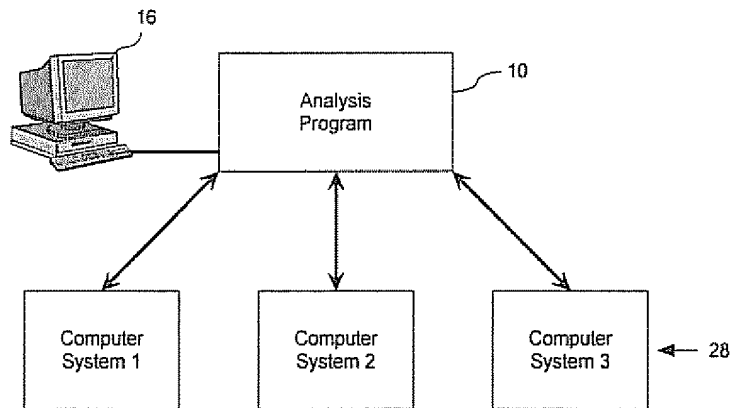 16
10
Analysis
Program
Computer
System 1
Computer
System 2
Computer
System 3
28